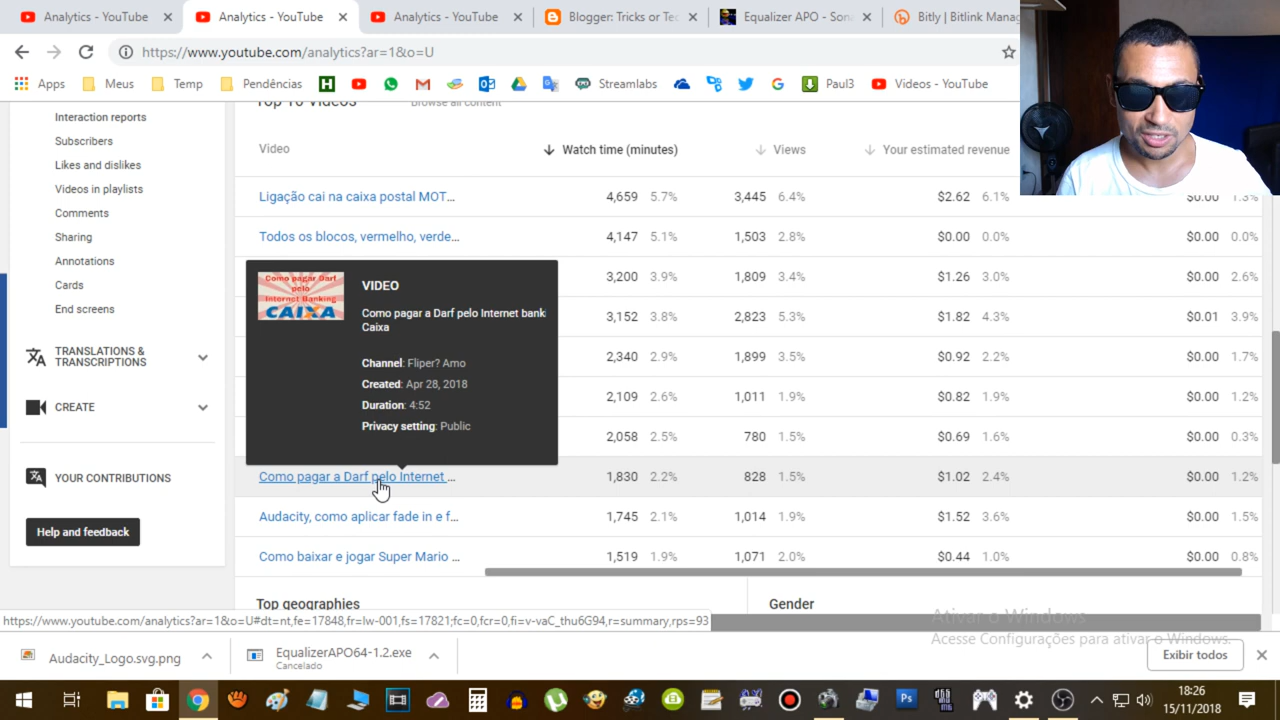 Analytics - YouTube
Analytics - YouTube
Analytics - YouTube
Blogger: Tricks or Tec
Equalizer APO - Sona
Bitly | Bitlink Manag
https://www.youtube.com/analytics?ar=1&o=U
Apps
Meus
Temp
Pendências
H
Streamlabs
Paul3
Videos - YouTube
Top 10 videos
Browse all content
Interaction reports
Subscribers
Likes and dislikes
Videos in playlists
Comments
Sharing
Annotations
Cards
End screens
TRANSLATIONS &
TRANSCRIPTIONS
CREATE
YOUR CONTRIBUTIONS
Help and feedback
Video Watch time (minutes) Views Your estimated revenue
Ligação cai na caixa postal MOT... 4,659 5.7% 3,445 6.4% $2.62 6.1% $0.00 1.3%
Todos os blocos, vermelho, verde... 4,147 5.1% 1,503 2.8% $0.00 0.0% $0.00 0.0%
3,200 3.9% 1,809 3.4% $1.26 3.0% $0.00 2.6%
3,152 3.8% 2,823 5.3% $1.82 4.3% $0.01 3.9%
2,340 2.9% 1,899 3.5% $0.92 2.2% $0.00 1.7%
2,109 2.6% 1,011 1.9% $0.82 1.9% $0.00 1.2%
2,058 2.5% 780 1.5% $0.69 1.6% $0.00 0.3%
Como pagar Darf
pelo
Internet Banking
CAIXA
VIDEO
Como pagar a Darf pelo Internet bank
Caixa
Channel: Fliper? Amo
Created: Apr 28, 2018
Duration: 4:52
Privacy setting: Public
Como pagar a Darf pelo Internet ... 1,830 2.2% 828 1.5% $1.02 2.4% $0.00 1.2%
Audacity, como aplicar fade in e f... 1,745 2.1% 1,014 1.9% $1.52 3.6% $0.00 1.5%
Como baixar e jogar Super Mario ... 1,519 1.9% 1,071 2.0% $0.44 1.0% $0.00 0.8%
Top geographies
Gender
Ativar o Windows
Acesse Configurações para ativar o Windows.
https://www.youtube.com/analytics?ar=1&o=U#dt=nt,fe=17848,fr=lw-001,fs=17821;fc=0,fcr=0,fi=v-vaC_thu6G94,r=summary,rps=93
Audacity_Logo.svg.png
EqualizerAPO64-1.2.exe
Cancelado
Exibir todos
Ps
18:26
15/11/2018